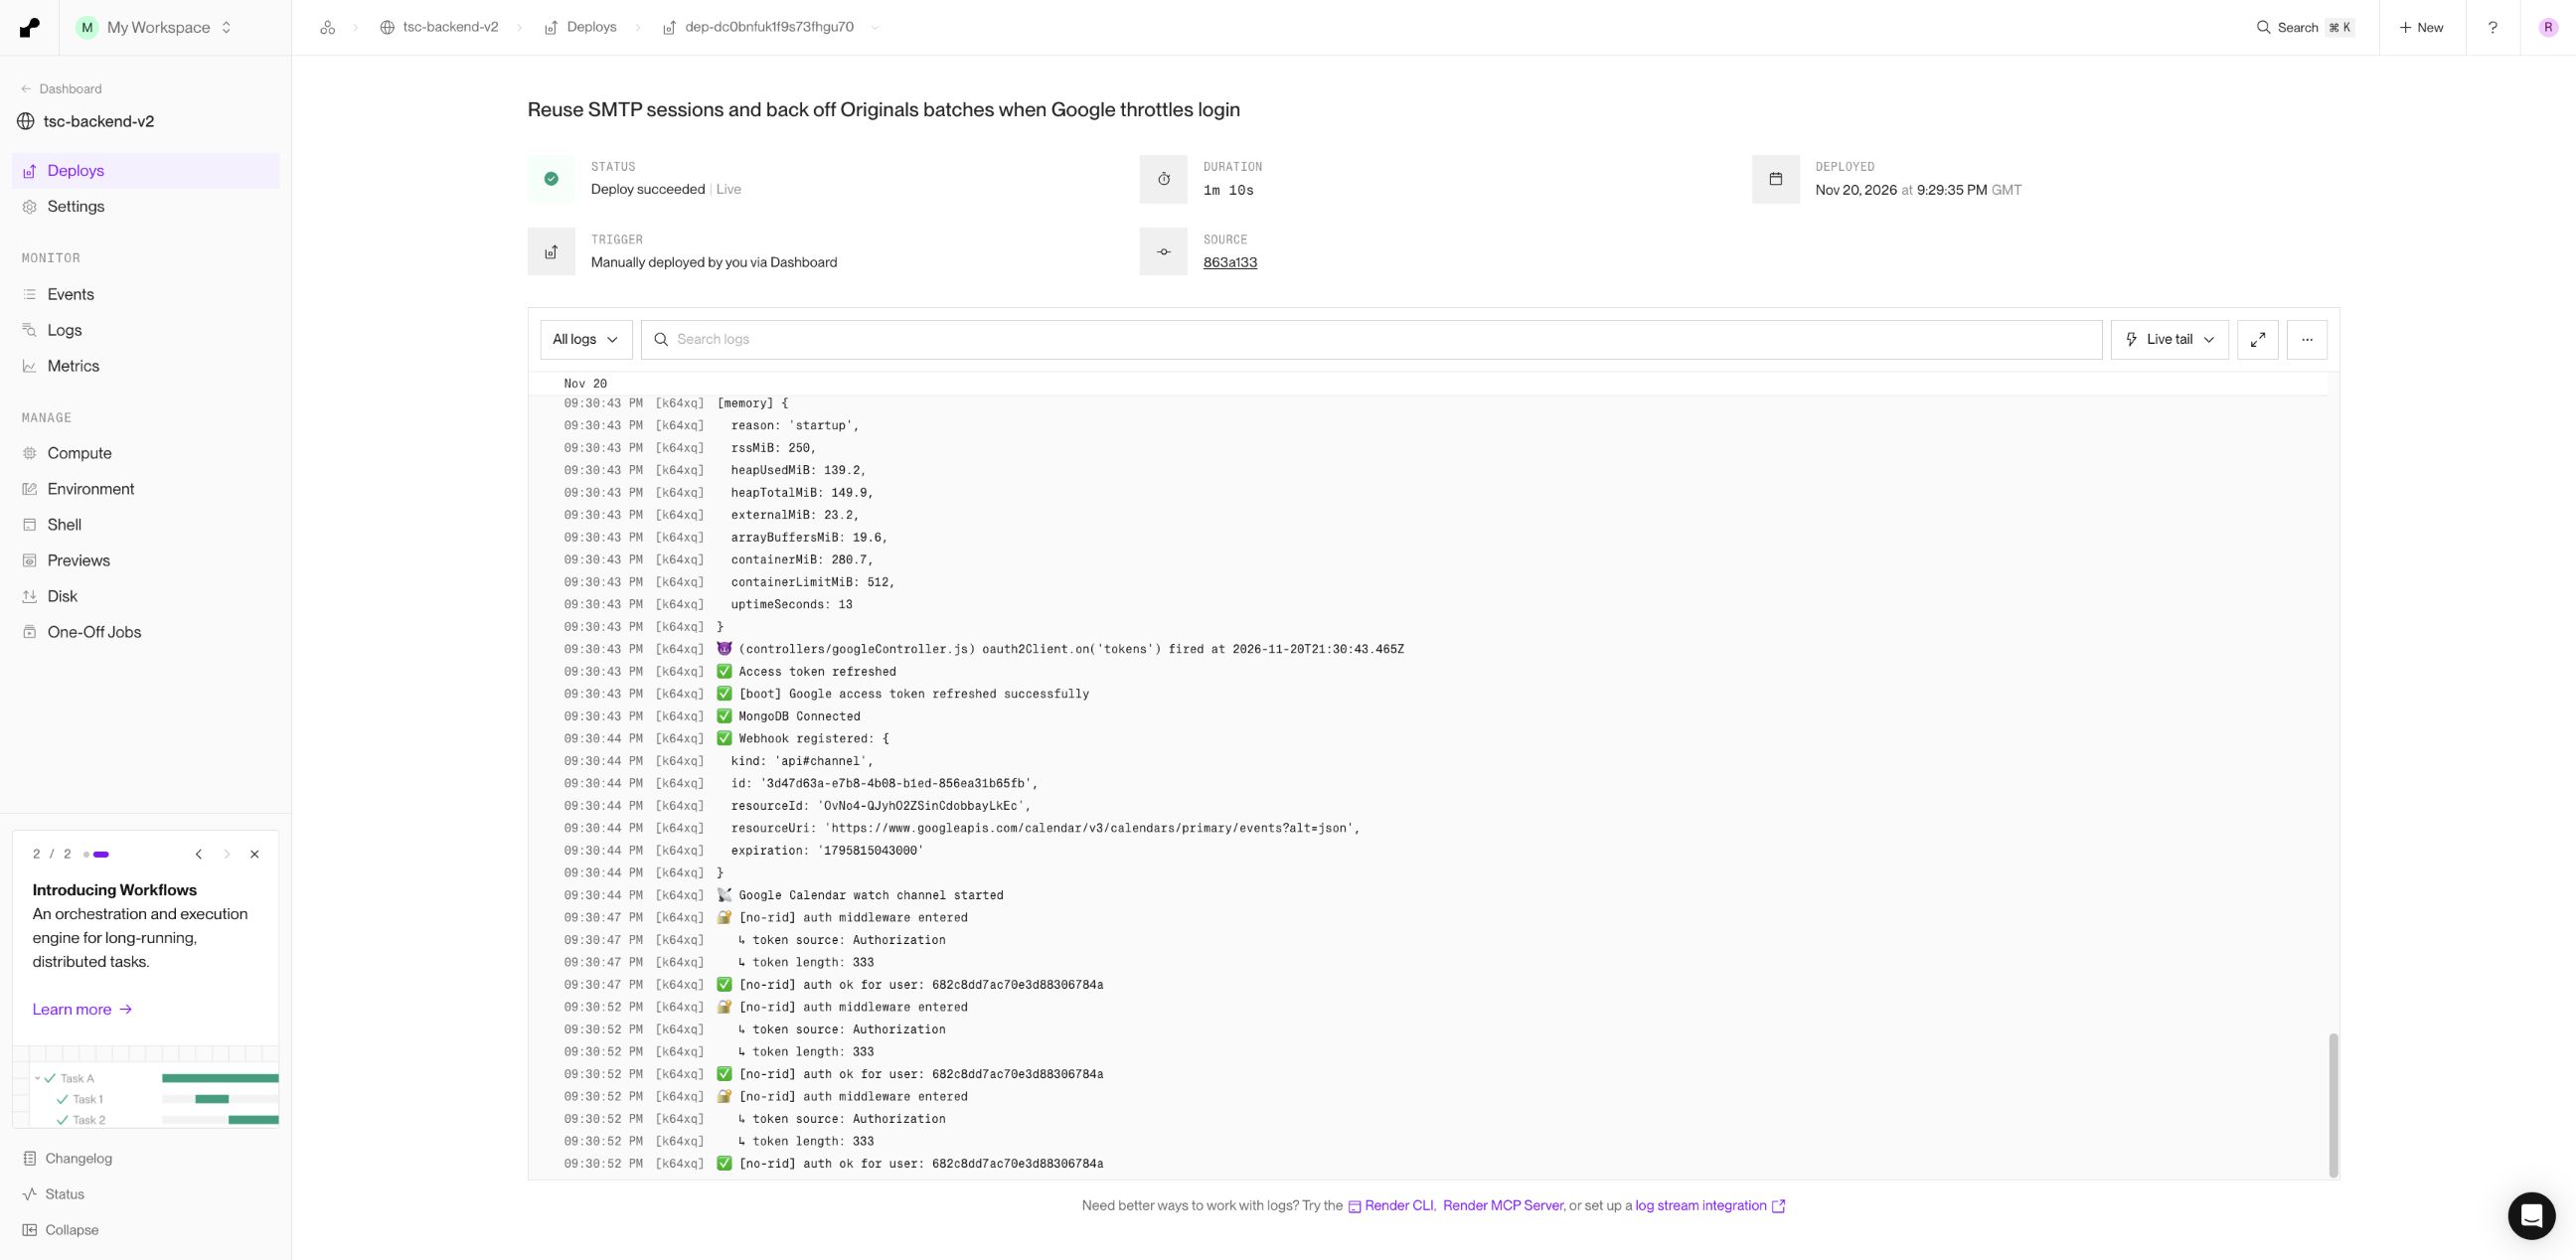 M My Workspace
tsc-backend-v2 Deploys dep-dc0bnfuk1f9s73fhgu70
Search ⌘ K
+ New
?
R
← Dashboard
tsc-backend-v2
Deploys
Settings
MONITOR
Events
Logs
Metrics
MANAGE
Compute
Environment
Shell
Previews
Disk
One-Off Jobs
2 / 2
Introducing Workflows
An orchestration and execution
engine for long-running,
distributed tasks.
Learn more →
Task A
Task 1
Task 2
Changelog
Status
Collapse
Reuse SMTP sessions and back off Originals batches when Google throttles login
STATUS
Deploy succeeded | Live
DURATION
1m 10s
DEPLOYED
Nov 20, 2026 at 9:29:35 PM GMT
TRIGGER
Manually deployed by you via Dashboard
SOURCE
863a133
All logs
Search logs
Live tail
Nov 20
09:30:43 PM [k64xq] [memory] {
09:30:43 PM [k64xq] reason: 'startup',
09:30:43 PM [k64xq] rssMiB: 250,
09:30:43 PM [k64xq] heapUsedMiB: 139.2,
09:30:43 PM [k64xq] heapTotalMiB: 149.9,
09:30:43 PM [k64xq] externalMiB: 23.2,
09:30:43 PM [k64xq] arrayBuffersMiB: 19.6,
09:30:43 PM [k64xq] containerMiB: 280.7,
09:30:43 PM [k64xq] containerLimitMiB: 512,
09:30:43 PM [k64xq] uptimeSeconds: 13
09:30:43 PM [k64xq] }
09:30:43 PM [k64xq] 😈 (controllers/googleController.js) oauth2Client.on('tokens') fired at 2026-11-20T21:30:43.465Z
09:30:43 PM [k64xq] ✅ Access token refreshed
09:30:43 PM [k64xq] ✅ [boot] Google access token refreshed successfully
09:30:43 PM [k64xq] ✅ MongoDB Connected
09:30:44 PM [k64xq] ✅ Webhook registered: {
09:30:44 PM [k64xq] kind: 'api#channel',
09:30:44 PM [k64xq] id: '3d47d63a-e7b8-4b08-b1ed-856ea31b65fb',
09:30:44 PM [k64xq] resourceId: 'OvNo4-QJyhO2ZSinCdobbayLkEc',
09:30:44 PM [k64xq] resourceUri: 'https://www.googleapis.com/calendar/v3/calendars/primary/events?alt=json',
09:30:44 PM [k64xq] expiration: '1795815043000'
09:30:44 PM [k64xq] }
09:30:44 PM [k64xq] 📡 Google Calendar watch channel started
09:30:47 PM [k64xq] 🔐 [no-rid] auth middleware entered
09:30:47 PM [k64xq] ↳ token source: Authorization
09:30:47 PM [k64xq] ↳ token length: 333
09:30:47 PM [k64xq] ✅ [no-rid] auth ok for user: 682c8dd7ac70e3d88306784a
09:30:52 PM [k64xq] 🔐 [no-rid] auth middleware entered
09:30:52 PM [k64xq] ↳ token source: Authorization
09:30:52 PM [k64xq] ↳ token length: 333
09:30:52 PM [k64xq] ✅ [no-rid] auth ok for user: 682c8dd7ac70e3d88306784a
09:30:52 PM [k64xq] 🔐 [no-rid] auth middleware entered
09:30:52 PM [k64xq] ↳ token source: Authorization
09:30:52 PM [k64xq] ↳ token length: 333
09:30:52 PM [k64xq] ✅ [no-rid] auth ok for user: 682c8dd7ac70e3d88306784a
Need better ways to work with logs? Try the Render CLI, Render MCP Server, or set up a log stream integration